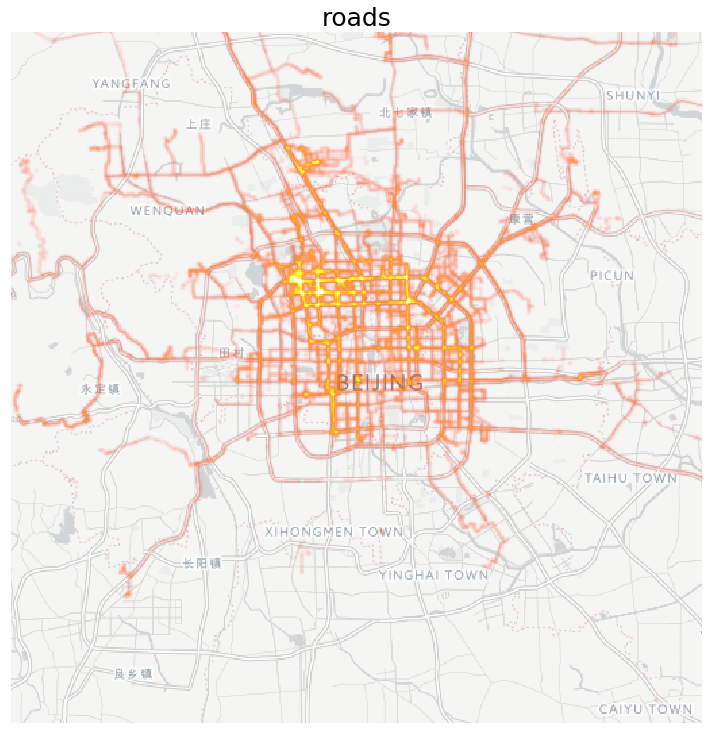 roads
YANGFANG
SHUNYI
上庄
北七家镇
WENQUAN
康营
PICUN
田村
BEIJING
永定镇
TAIHU TOWN
XIHONGMEN TOWN
长阳镇
YINGHAI TOWN
良乡镇
CAIYU TOWN